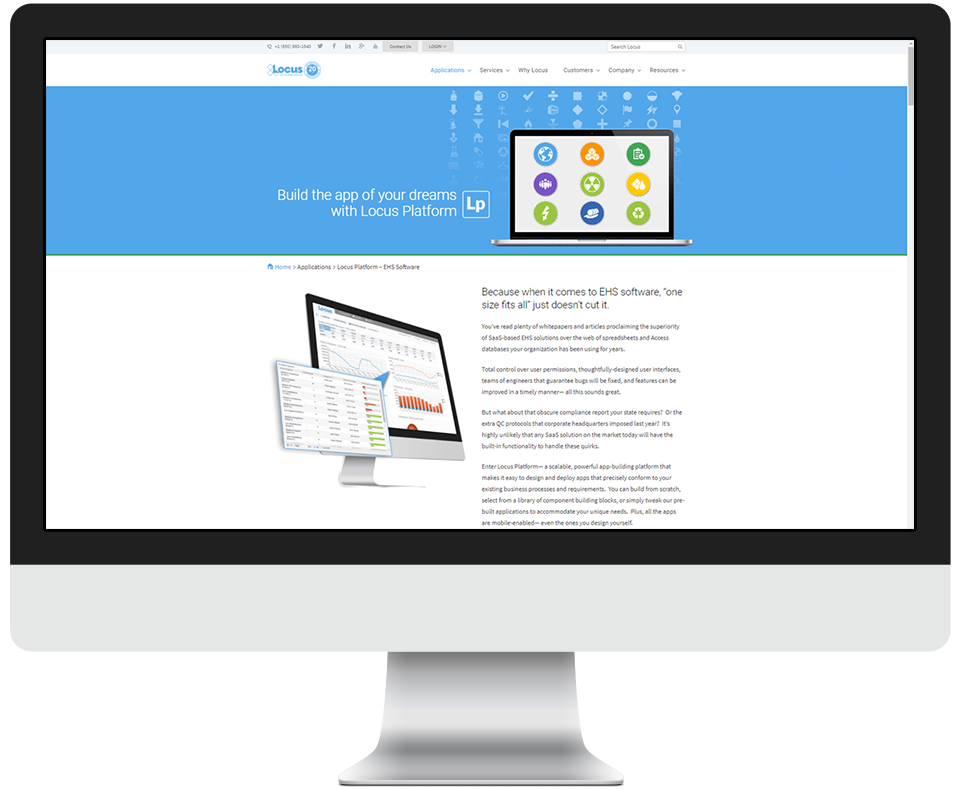 Contact Us
LOGIN
Search Locus
Locus 20
Applications Services Why Locus Customers Company Resources
Build the app of your dreams
with Locus Platform
Lp
Home > Applications > Locus Platform – EHS Software
Because when it comes to EHS software, “one
size fits all” just doesn't cut it.
You've read plenty of whitepapers and articles proclaiming the superiority
of SaaS-based EHS solutions over the web of spreadsheets and Access
databases your organization has been using for years.
Total control over user permissions, thoughtfully-designed user interfaces,
teams of engineers that guarantee bugs will be fixed, and features can be
improved in a timely manner— all this sounds great.
But what about that obscure compliance report your state requires?  Or the
extra QC protocols that corporate headquarters imposed last year?  It's
highly unlikely that any SaaS solution on the market today will have the
built-in functionality to handle these quirks.
Enter Locus Platform— a scalable, powerful app-building platform that
makes it easy to design and deploy apps that precisely conform to your
existing business processes and requirements.  You can build from scratch,
select from a library of component building blocks, or simply tweak our pre-
built applications to accommodate your unique needs.  Plus, all the apps
are mobile-enabled— even the ones you design yourself.